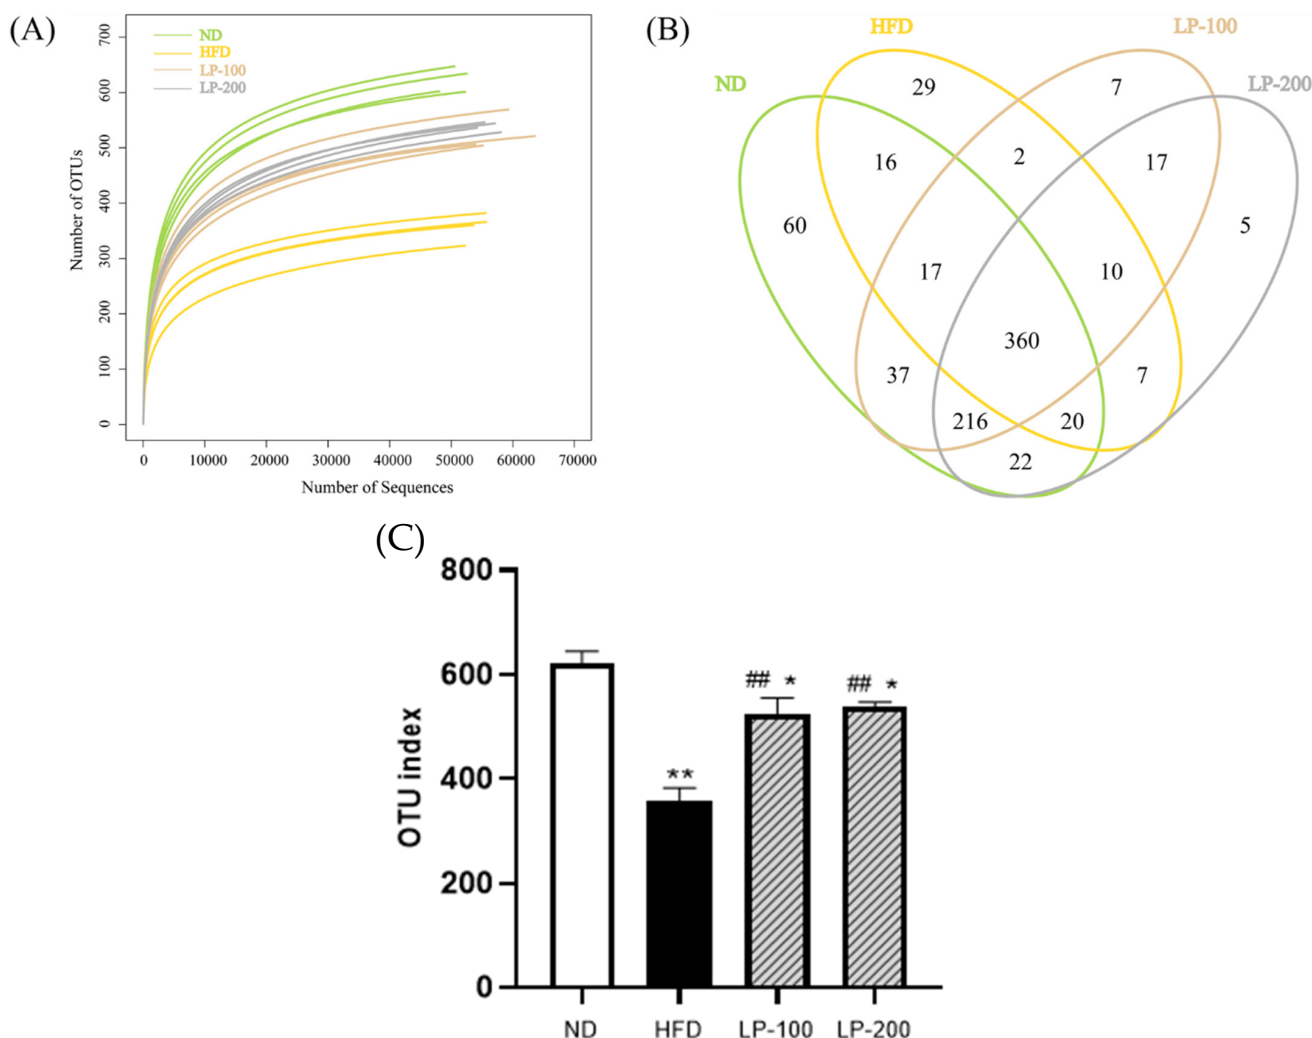 (A)
ND
HFD
LP-100
LP-200
700
600
500
400
300
200
100
0
Number of OTUs
0 10000 20000 30000 40000 50000 60000 70000
Number of Sequences
(B)
HFD LP-100
ND LP-200
29 7
16 2 17
60 5
17 10
360
37 7
216 20
22
(C)
800
600
400
200
0
OTU index
**
## *
## *
ND HFD LP-100 LP-200